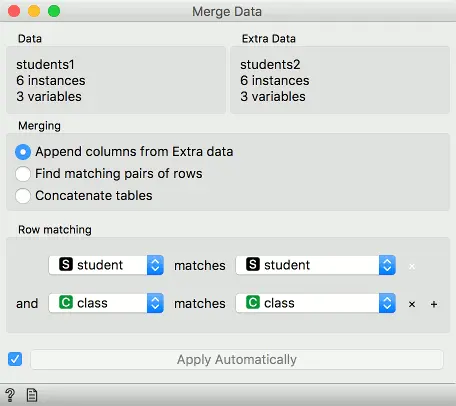 Merge Data
Data
Extra Data
students1
6 instances
3 variables
students2
6 instances
3 variables
Merging
Append columns from Extra data
Find matching pairs of rows
Concatenate tables
Row matching
S student matches S student ×
and C class matches C class × +
Apply Automatically
?